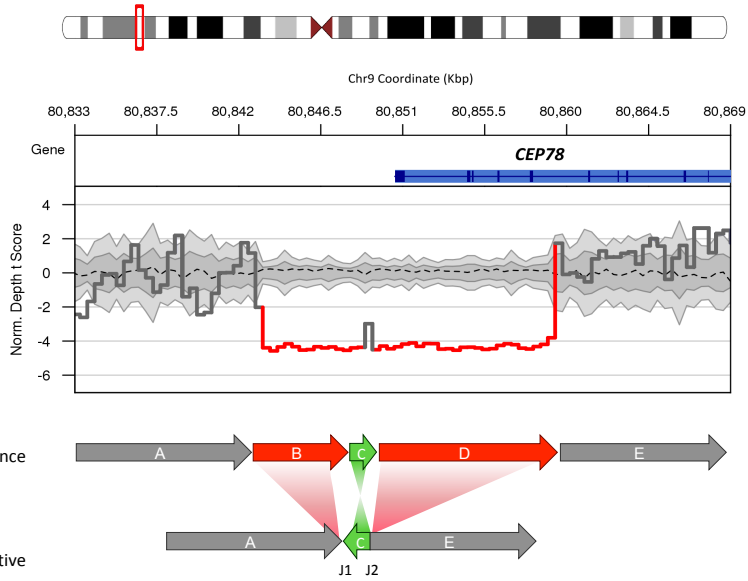 Chr9 Coordinate (Kbp)
80,833 80,837.5 80,842 80,846.5 80,851 80,855.5 80,860 80,864.5 80,869
Gene
CEP78
Norm. Depth t Score
4
2
0
-2
-4
-6
A B C D E
nce
A C E
tive
J1 J2